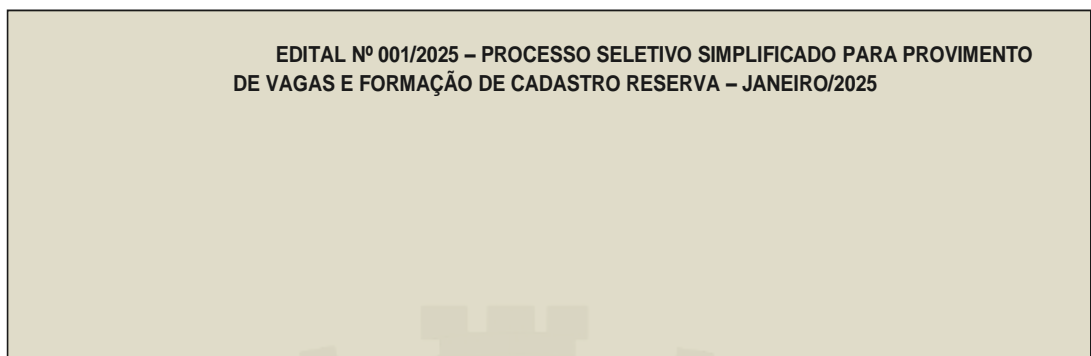 EDITAL Nº 001/2025 – PROCESSO SELETIVO SIMPLIFICADO PARA PROVIMENTO
DE VAGAS E FORMAÇÃO DE CADASTRO RESERVA – JANEIRO/2025